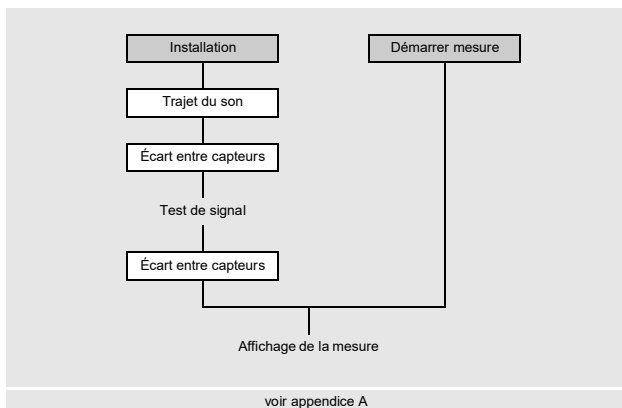 Installation
Démarrer mesure
Trajet du son
Écart entre capteurs
Test de signal
Écart entre capteurs
Affichage de la mesure
voir appendice A